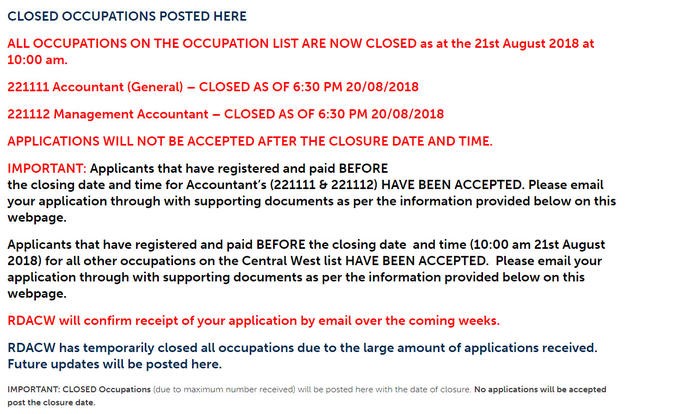 CLOSED OCCUPATIONS POSTED HERE
ALL OCCUPATIONS ON THE OCCUPATION LIST ARE NOW CLOSED as at the 21st August 2018 at
10:00 am.
221111 Accountant (General) – CLOSED AS OF 6:30 PM 20/08/2018
221112 Management Accountant – CLOSED AS OF 6:30 PM 20/08/2018
APPLICATIONS WILL NOT BE ACCEPTED AFTER THE CLOSURE DATE AND TIME.
IMPORTANT: Applicants that have registered and paid BEFORE
the closing date and time for Accountant's (221111 & 221112) HAVE BEEN ACCEPTED. Please email
your application through with supporting documents as per the information provided below on this
webpage.
Applicants that have registered and paid BEFORE the closing date and time (10:00 am 21st August
2018) for all other occupations on the Central West list HAVE BEEN ACCEPTED. Please email your
application through with supporting documents as per the information provided below on this
webpage.
RDACW will confirm receipt of your application by email over the coming weeks.
RDACW has temporarily closed all occupations due to the large amount of applications received.
Future updates will be posted here.
IMPORTANT: CLOSED Occupations (due to maximum number received) will be posted here with the date of closure. No applications will be accepted
post the closure date.